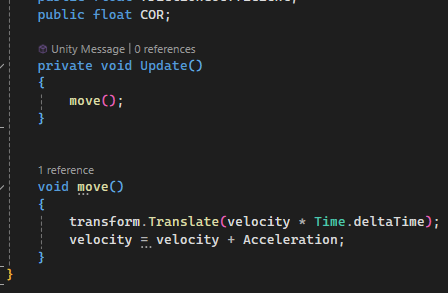 public float COR;
Unity Message | 0 references
private void Update()
{
move();
}
1 reference
void move()
{
transform.Translate(velocity * Time.deltaTime);
velocity = velocity + Acceleration;
}
}